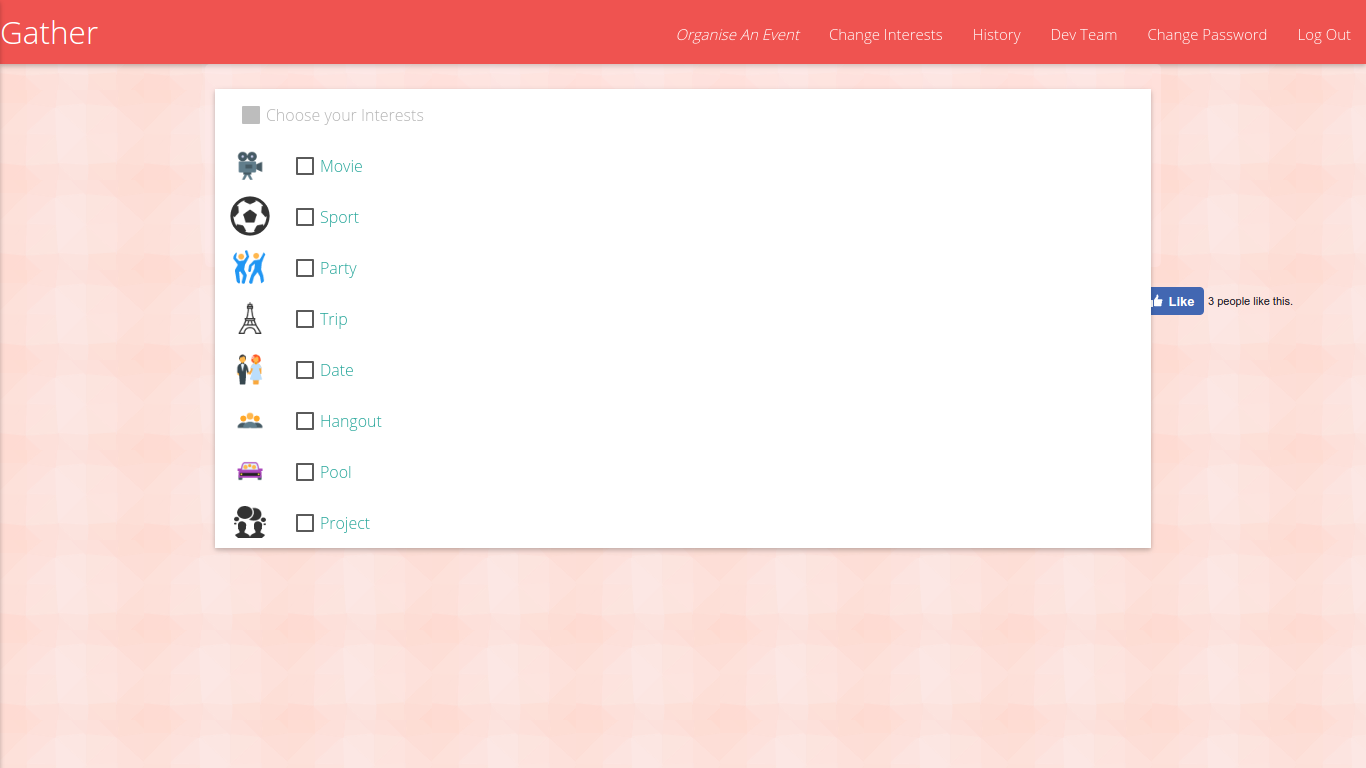 Gather
Organise An Event
Change Interests
History
Dev Team
Change Password
Log Out
Choose your Interests
Movie
Sport
Party
Trip
Date
Hangout
Pool
Project
Like
3 people like this.